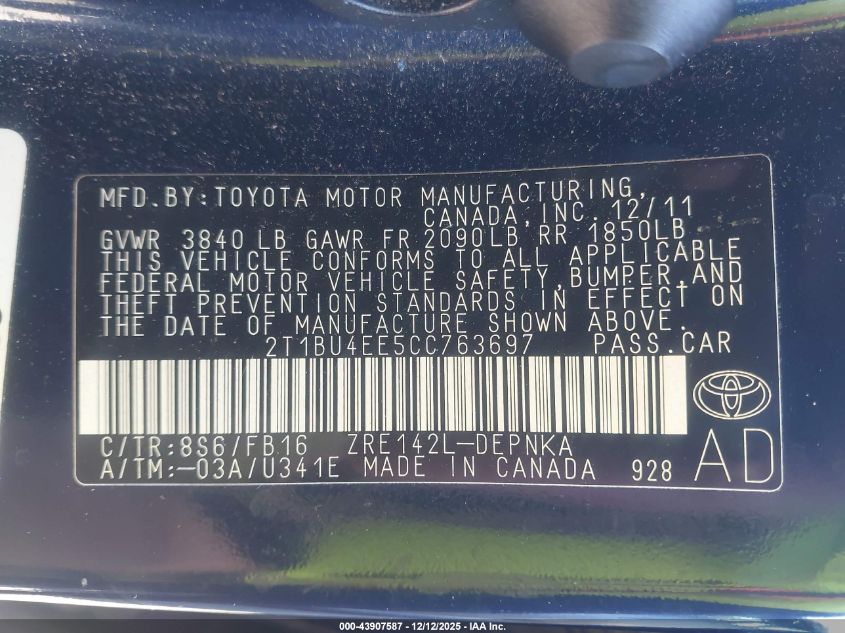 MFD. BY: TOYOTA MOTOR MANUFACTURING,
CANADA, INC. 12/11
GVWR 3840 LB GAWR FR 2090LB, RR 1850LB
THIS VEHICLE CONFORMS TO ALL APPLICABLE
FEDERAL MOTOR VEHICLE SAFETY, BUMPER, AND
THEFT PREVENTION STANDARDS IN EFFECT ON
THE DATE OF MANUFACTURE SHOWN ABOVE.
2T1BU4EE5CC763697 PASS. CAR
C/TR: 8S6/FB16 ZRE142L-DEPNKA
A/TM: -03A/U341E MADE IN CANADA 928 AD
000-43907587 - 12/12/2025 - IAA Inc.